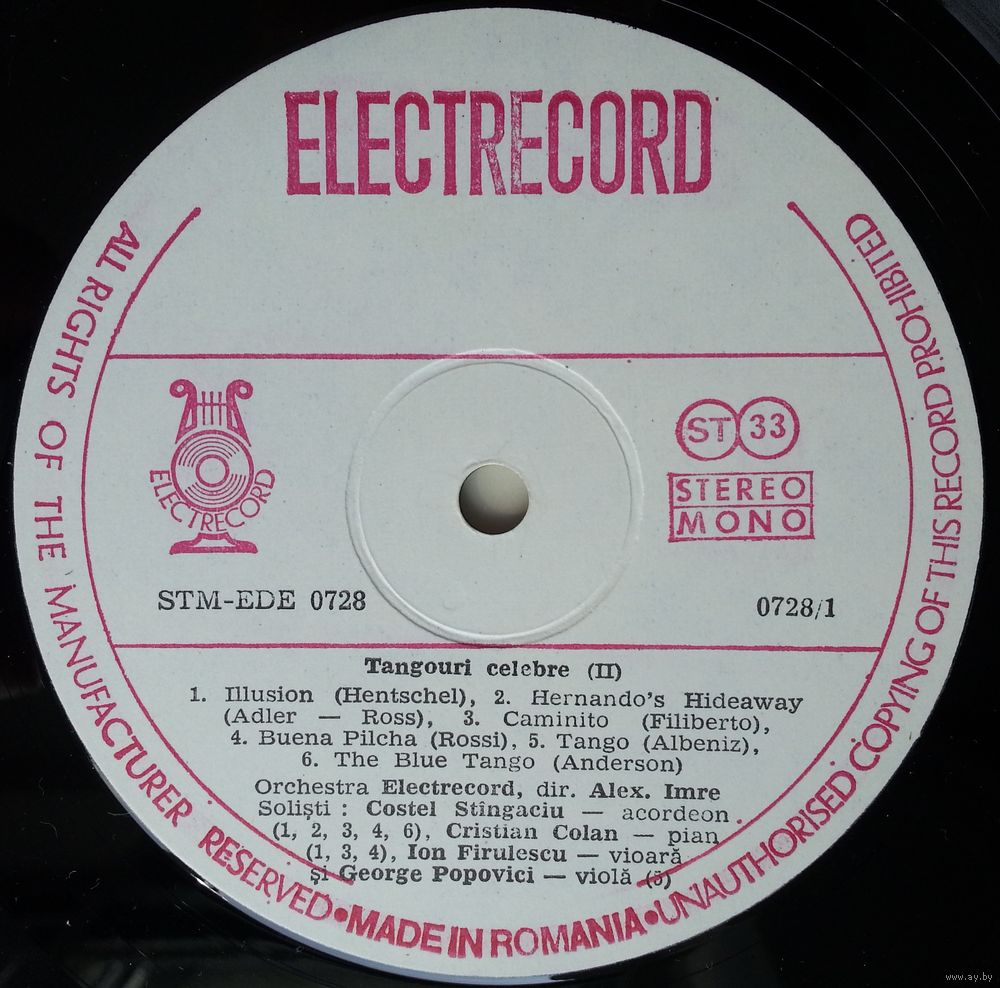 ELECTRECORD
ALL RIGHTS OF THE MANUFACTURER RESERVED • MADE IN ROMANIA • UNAUTHORISED COPYING OF THIS RECORD PROHIBITED
ELECTRECORD
ST 33
STEREO
MONO
STM-EDE 0728
0728/1
Tangouri celebre (II)
1. Illusion (Hentschel), 2. Hernando's Hideaway
(Adler — Ross), 3. Caminito (Filiberto),
4. Buena Pilcha (Rossi), 5. Tango (Albeniz),
6. The Blue Tango (Anderson)
Orchestra Electrecord, dir. Alex. Imre
Soliști : Costel Stîngaciu — acordeon
(1, 2, 3, 4, 6), Cristian Colan — pian
(1, 3, 4), Ion Firulescu — vioară
și George Popovici — violă (5)
www.ay.by